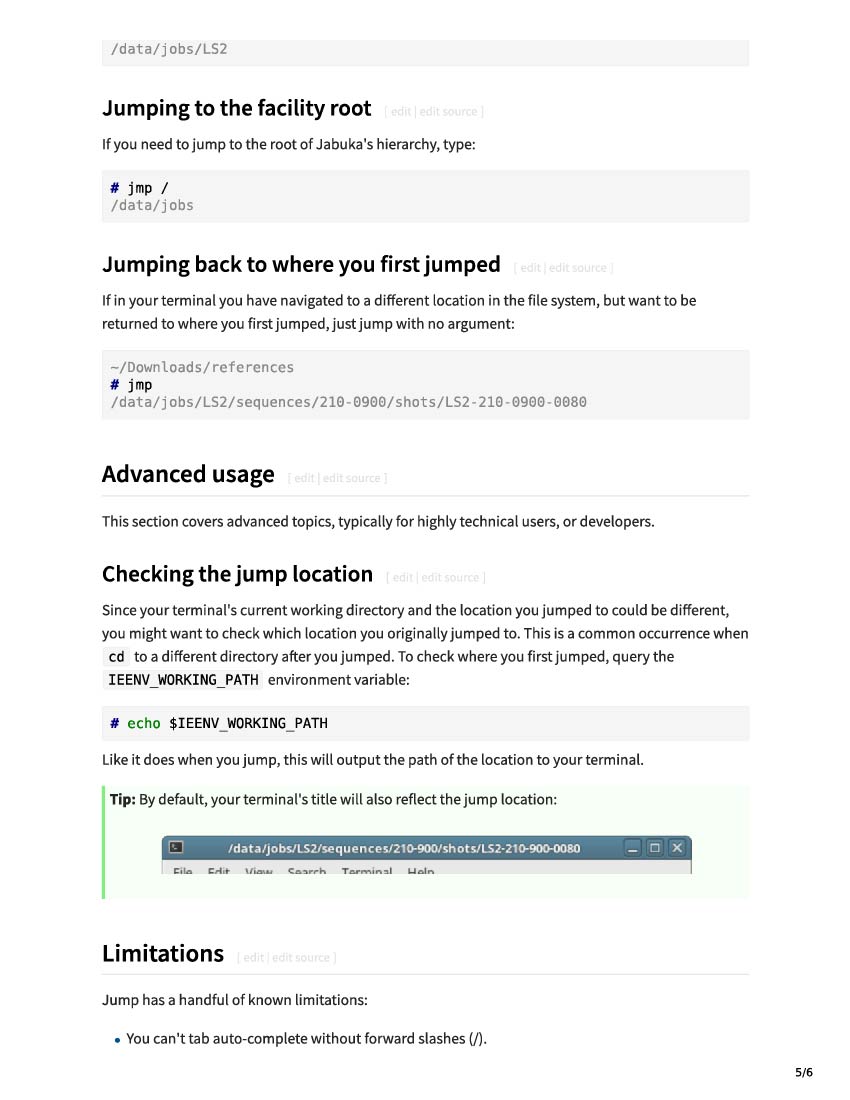 /data/jobs/LS2
Jumping to the facility root [ edit | edit source ]
If you need to jump to the root of Jabuka's hierarchy, type:
# jmp /
/data/jobs
Jumping back to where you first jumped [ edit | edit source ]
If in your terminal you have navigated to a different location in the file system, but want to be
returned to where you first jumped, just jump with no argument:
~/Downloads/references
# jmp
/data/jobs/LS2/sequences/210-0900/shots/LS2-210-0900-0080
Advanced usage [ edit | edit source ]
This section covers advanced topics, typically for highly technical users, or developers.
Checking the jump location [ edit | edit source ]
Since your terminal's current working directory and the location you jumped to could be different,
you might want to check which location you originally jumped to. This is a common occurrence when
cd to a different directory after you jumped. To check where you first jumped, query the
IEENV_WORKING_PATH environment variable:
# echo $IEENV_WORKING_PATH
Like it does when you jump, this will output the path of the location to your terminal.
Tip: By default, your terminal's title will also reflect the jump location:
/data/jobs/LS2/sequences/210-900/shots/LS2-210-900-0080
File Edit View Search Terminal Help
Limitations [ edit | edit source ]
Jump has a handful of known limitations:
• You can't tab auto-complete without forward slashes (/).
5/6